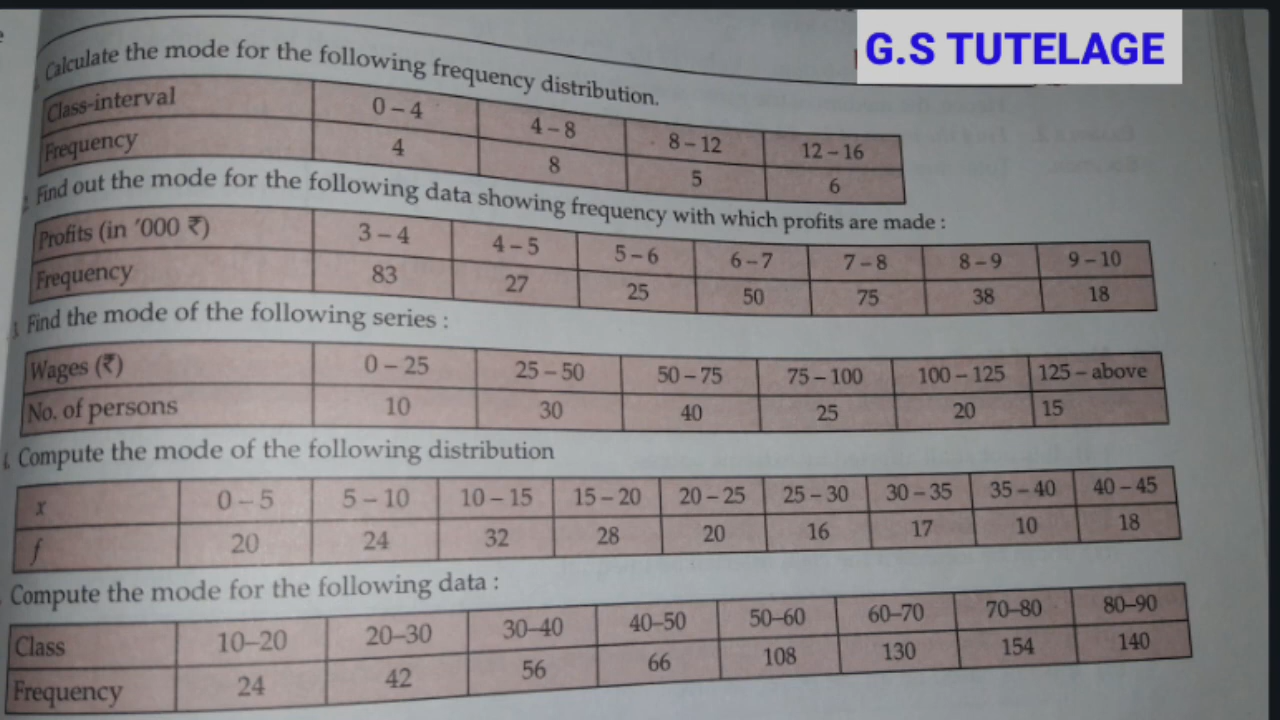 G.S TUTELAGE
Calculate the mode for the following frequency distribution.
Class-interval 0 – 4 4 – 8 8 – 12 12 – 16
Frequency 4 8 5 6
Find out the mode for the following data showing frequency with which profits are made :
Profits (in '000 ₹) 3 – 4 4 – 5 5 – 6 6 – 7 7 – 8 8 – 9 9 – 10
Frequency 83 27 25 50 75 38 18
3. Find the mode of the following series :
Wages (₹) 0 – 25 25 – 50 50 – 75 75 – 100 100 – 125 125 – above
No. of persons 10 30 40 25 20 15
Compute the mode of the following distribution
x 0 – 5 5 – 10 10 – 15 15 – 20 20 – 25 25 – 30 30 – 35 35 – 40 40 – 45
f 20 24 32 28 20 16 17 10 18
Compute the mode for the following data :
Class 10–20 20–30 30–40 40–50 50–60 60–70 70–80 80–90
Frequency 24 42 56 66 108 130 154 140